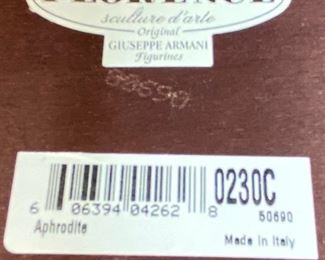 FLORENCE
sculture d'arte
Original
GIUSEPPE ARMANI
Figurines
0230C
6 06394 04262 8
50690
Aphrodite
Made in Italy